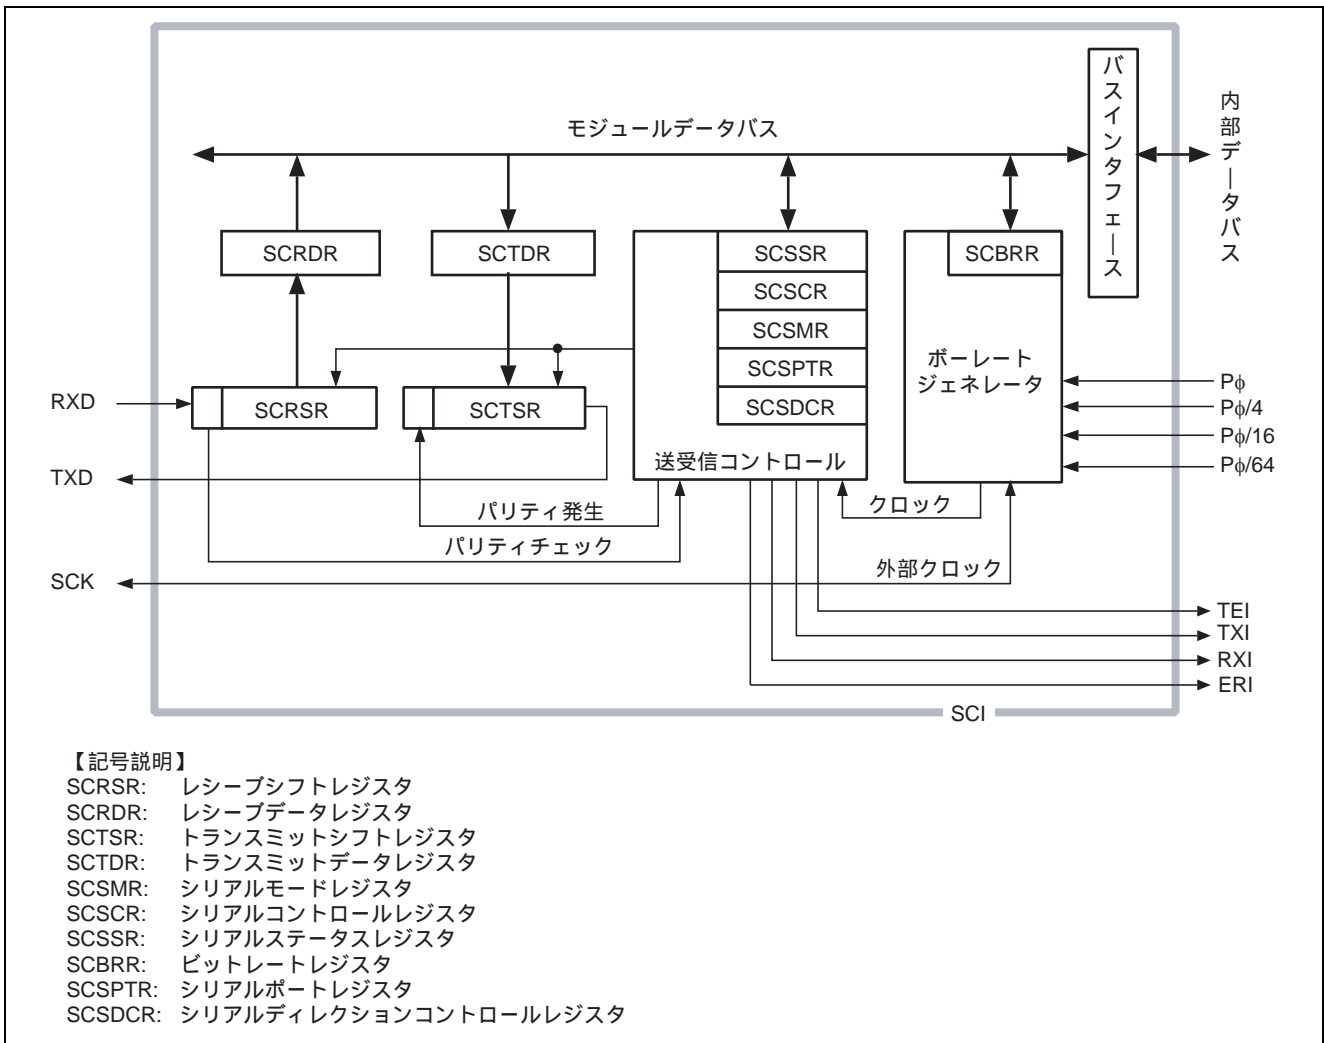 モジュールデータバス
バスインタフェース
内部データバス
SCRDR
SCTDR
SCSSR
SCSCR
SCSMR
SCSPTR
SCSDCR
送受信コントロール
SCBRR
ボーレート
ジェネレータ
RXD
SCRSR
SCTSR
Pφ
Pφ/4
Pφ/16
Pφ/64
TXD
パリティ発生
クロック
パリティチェック
SCK
外部クロック
TEI
TXI
RXI
ERI
SCI
【記号説明】
SCRSR: レシーブシフトレジスタ
SCRDR: レシーブデータレジスタ
SCTSR: トランスミットシフトレジスタ
SCTDR: トランスミットデータレジスタ
SCSMR: シリアルモードレジスタ
SCSCR: シリアルコントロールレジスタ
SCSSR: シリアルステータスレジスタ
SCBRR: ビットレートレジスタ
SCSPTR: シリアルポートレジスタ
SCSDCR: シリアルディレクションコントロールレジスタ